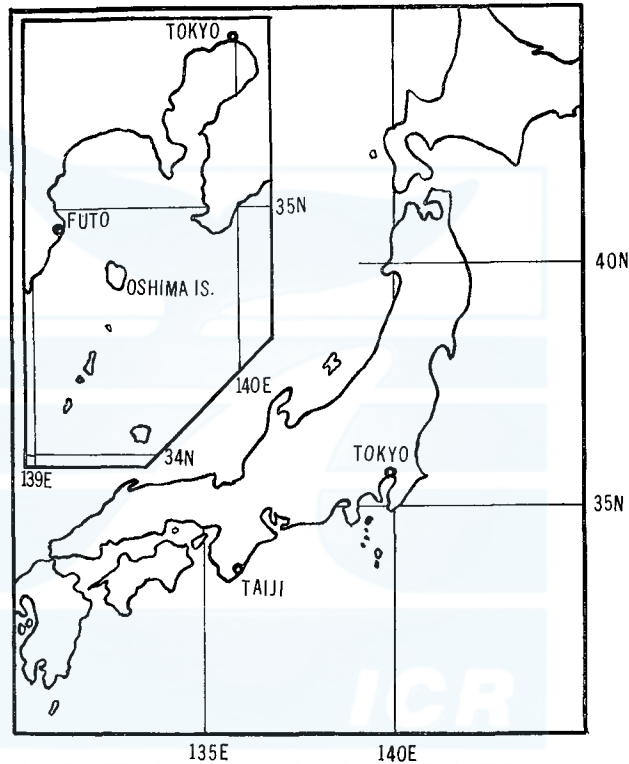 TOKYO
35N
FUTO
OSHIMA IS.
140E
34N
139E
40N
TOKYO
35N
TAIJI
ICR
135E
140E